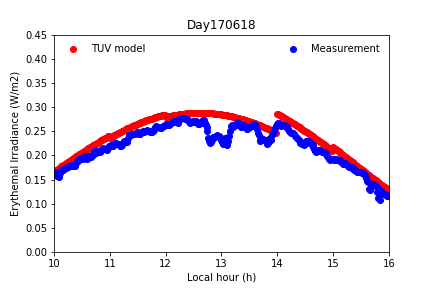 Day170618
TUV model
Measurement
Erythemal Irradiance (W/m2)
0.45
0.40
0.35
0.30
0.25
0.20
0.15
0.10
0.05
0.00
10 11 12 13 14 15 16
Local hour (h)